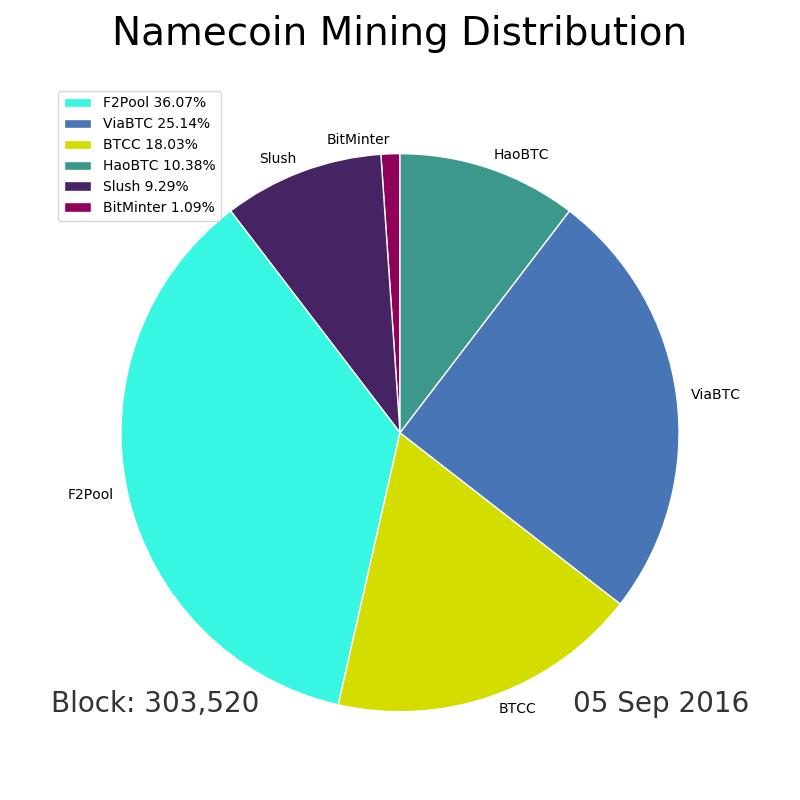 Namecoin Mining Distribution
F2Pool 36.07%
ViaBTC 25.14%
BTCC 18.03%
HaoBTC 10.38%
Slush 9.29%
BitMinter 1.09%
BitMinter
HaoBTC
Slush
ViaBTC
F2Pool
BTCC
Block: 303,520
05 Sep 2016